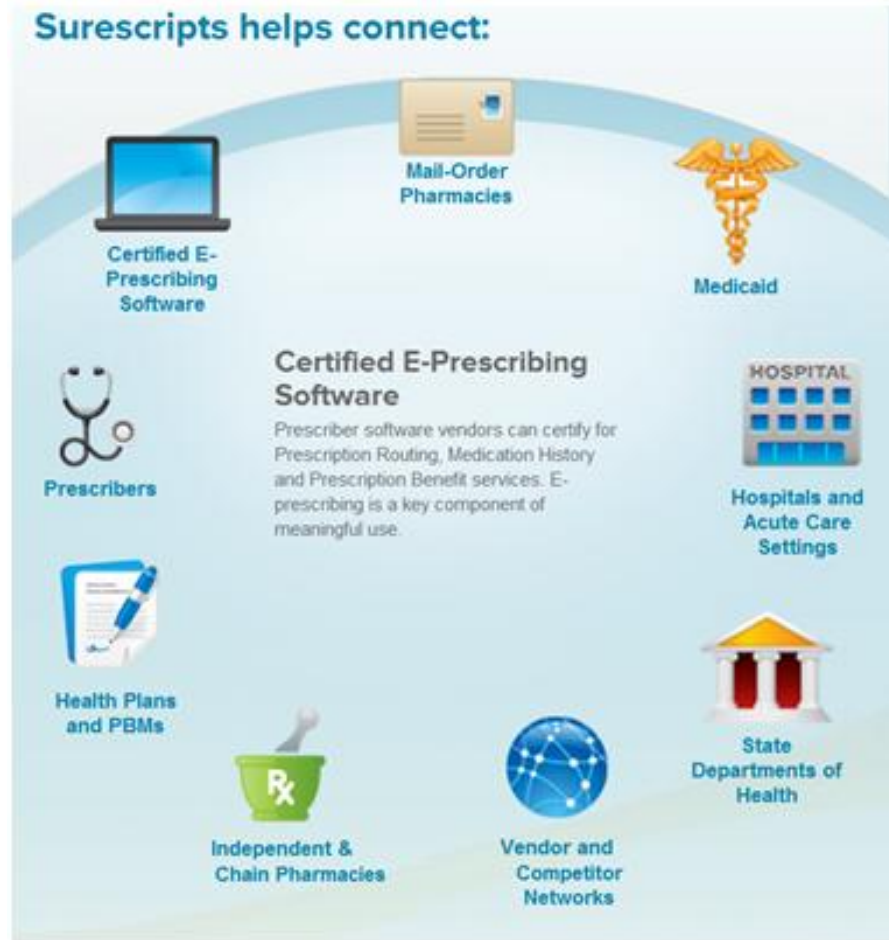 Surescripts helps connect:
Mail-Order
Pharmacies
Certified E-
Prescribing
Software
Medicaid
Certified E-Prescribing
Software
Prescriber software vendors can certify for
Prescription Routing, Medication History
and Prescription Benefit services. E-
prescribing is a key component of
meaningful use.
HOSPITAL
Prescribers
Hospitals and
Acute Care
Settings
Health Plans
and PBMs
State
Departments of
Health
Rx
Independent &
Chain Pharmacies
Vendor and
Competitor
Networks